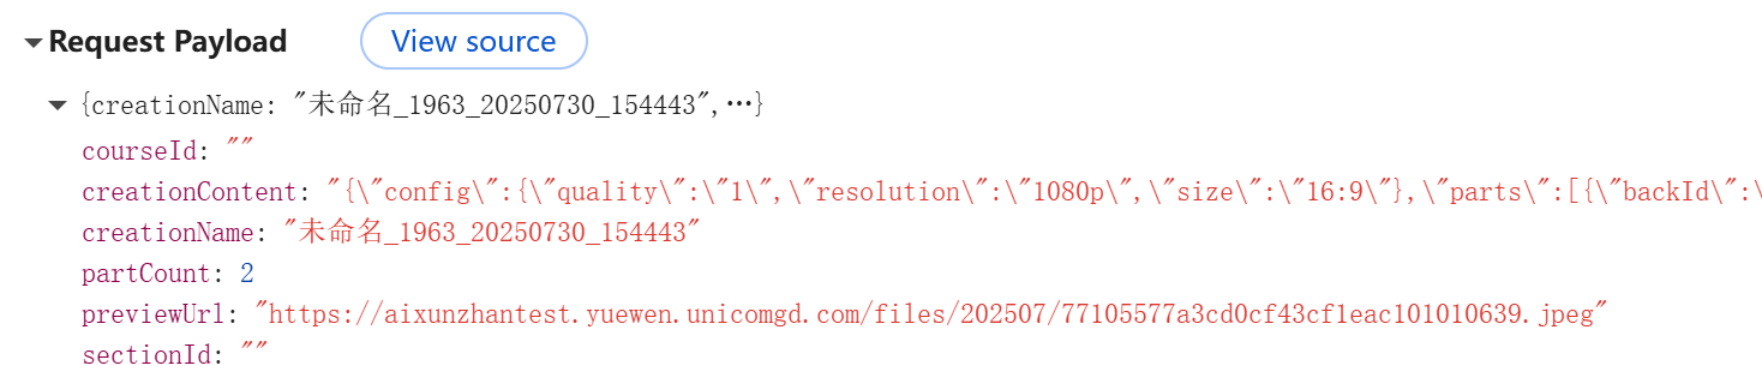 Request Payload View source
{creationName: "未命名_1963_20250730_154443",…}
courseId: ""
creationContent: "{\"config\":{\"quality\":\"1\",\"resolution\":\"1080p\",\"size\":\"16:9\"},\"parts\":[{\"backId\":\
creationName: "未命名_1963_20250730_154443"
partCount: 2
previewUrl: "https://aixunzhantest.yuewen.unicomgd.com/files/202507/77105577a3cd0cf43cf1eac101010639.jpeg"
sectionId: ""